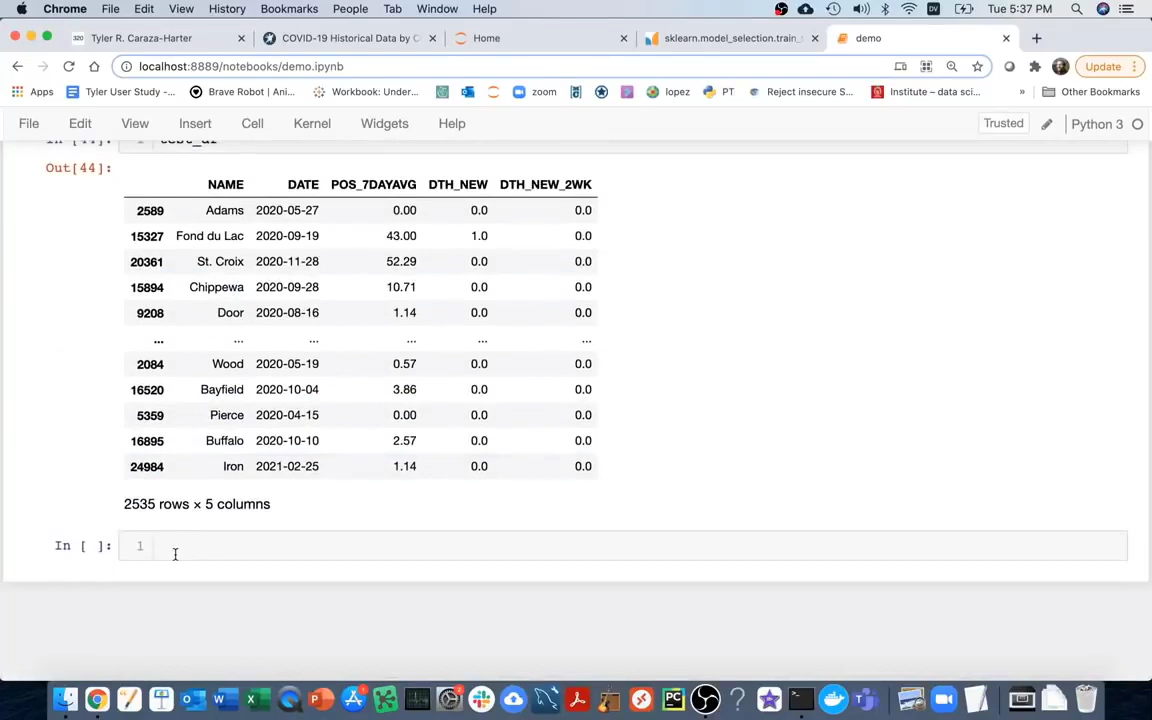 Chrome File Edit View History Bookmarks People Tab Window Help Tue 5:37 PM
320 Tyler R. Caraza-Harter COVID-19 Historical Data by C Home sklearn.model_selection.train_ demo
localhost:8889/notebooks/demo.ipynb Update
Apps Tyler User Study -... Brave Robot | Ani... Workbook: Under... zoom lopez PT Reject insecure S... Institute – data sci... » Other Bookmarks
File Edit View Insert Cell Kernel Widgets Help Trusted Python 3
In [44]: 1 test_df
Out[44]:
NAME DATE POS_7DAYAVG DTH_NEW DTH_NEW_2WK
2589 Adams 2020-05-27 0.00 0.0 0.0
15327 Fond du Lac 2020-09-19 43.00 1.0 0.0
20361 St. Croix 2020-11-28 52.29 0.0 0.0
15894 Chippewa 2020-09-28 10.71 0.0 0.0
9208 Door 2020-08-16 1.14 0.0 0.0
... ... ... ... ... ...
2084 Wood 2020-05-19 0.57 0.0 0.0
16520 Bayfield 2020-10-04 3.86 0.0 0.0
5359 Pierce 2020-04-15 0.00 0.0 0.0
16895 Buffalo 2020-10-10 2.57 0.0 0.0
24984 Iron 2021-02-25 1.14 0.0 0.0
2535 rows × 5 columns
In [ ]: 1